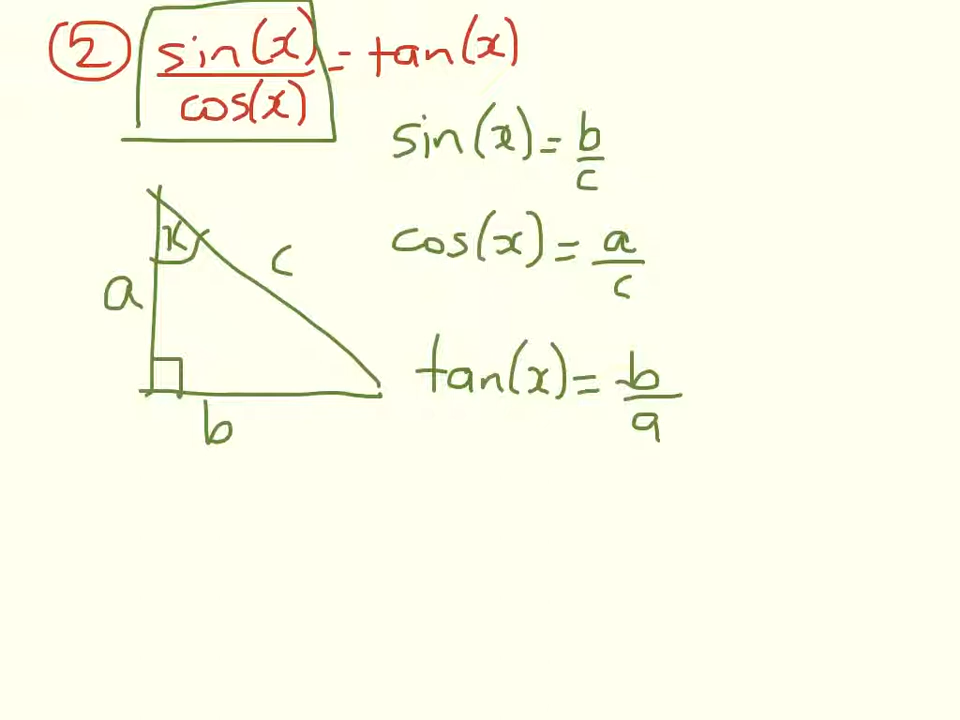 ② sin(x)/cos(x) = tan(x)
sin(x) = b/c
cos(x) = a/c
x
c
a
tan(x) = b/a
b